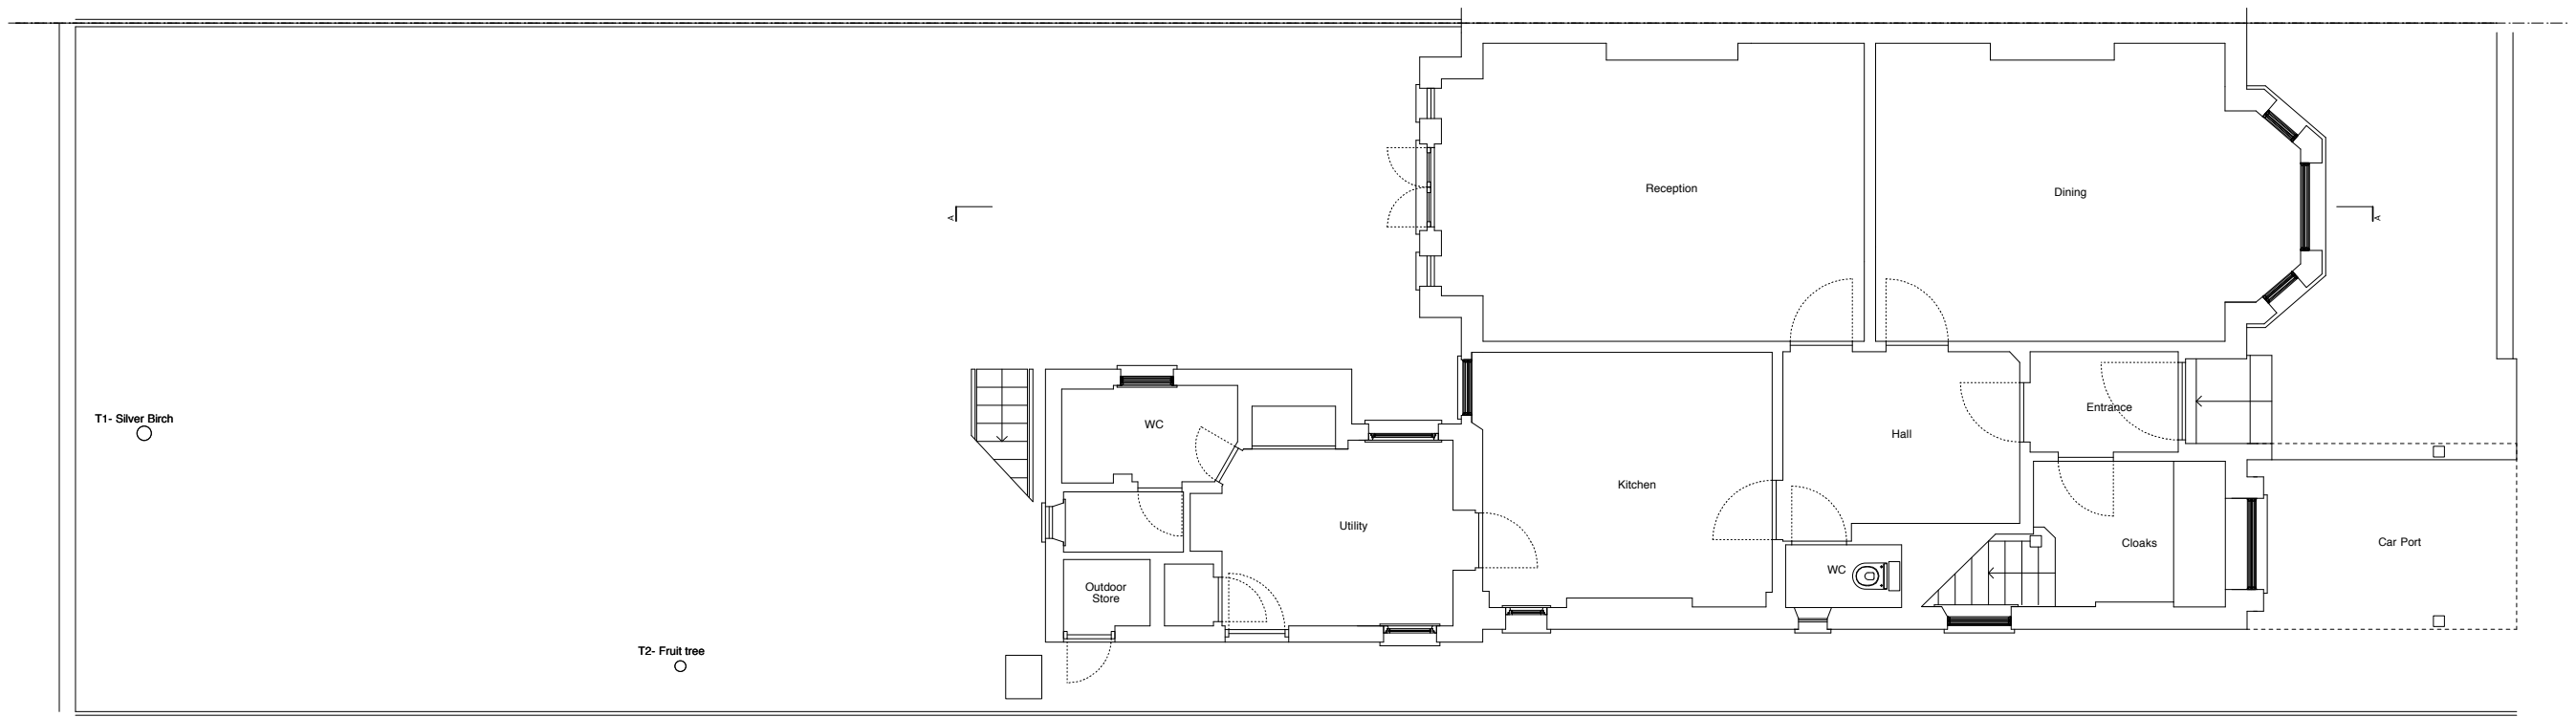 A
Reception
Dining
A
T1- Silver Birch
WC
Entrance
Hall
Kitchen
Utility
Cloaks
Car Port
WC
Outdoor
Store
T2- Fruit tree